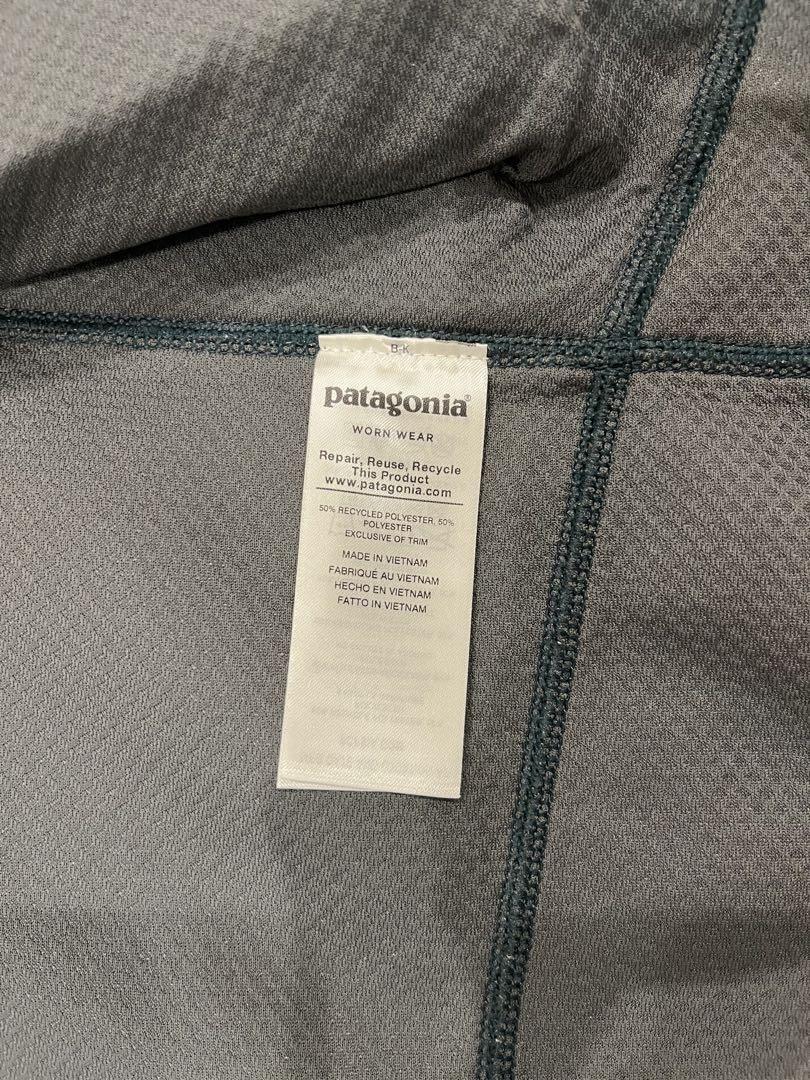 B-K
patagonia®
WORN WEAR
Repair, Reuse, Recycle
This Product
www.patagonia.com
50% RECYCLED POLYESTER, 50%
POLYESTER
EXCLUSIVE OF TRIM
MADE IN VIETNAM
FABRIQUÉ AU VIETNAM
HECHO EN VIETNAM
FATTO IN VIETNAM